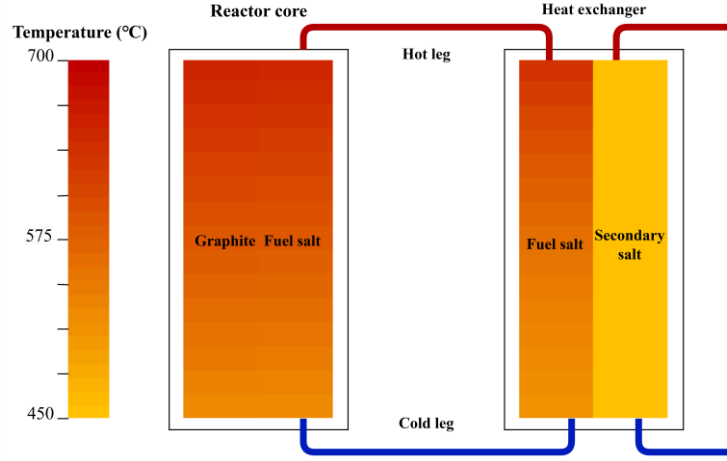 Reactor core
Heat exchanger
Temperature (°C)
700
Hot leg
575
Graphite
Fuel salt
Fuel salt
Secondary
salt
450
Cold leg